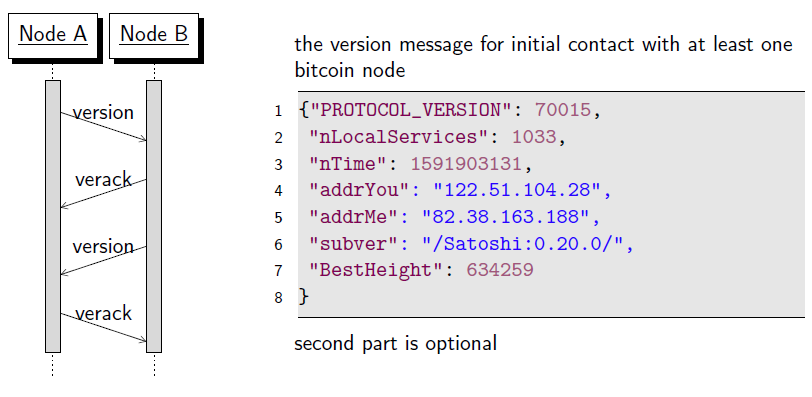 Node A
Node B
version
verack
version
verack
the version message for initial contact with at least one
bitcoin node
1 {"PROTOCOL_VERSION": 70015,
2 "nLocalServices": 1033,
3 "nTime": 1591903131,
4 "addrYou": "122.51.104.28",
5 "addrMe": "82.38.163.188",
6 "subver": "/Satoshi:0.20.0/",
7 "BestHeight": 634259
8 }
second part is optional